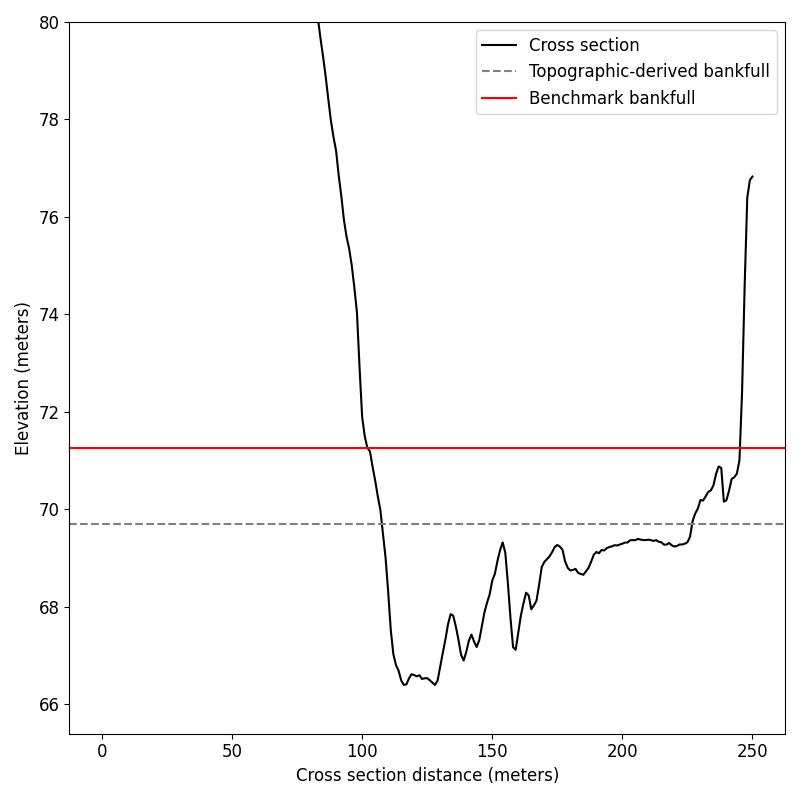 80
78
76
74
72
70
68
66
Elevation (meters)
Cross section
Topographic-derived bankfull
Benchmark bankfull
0
50
100
150
200
250
Cross section distance (meters)